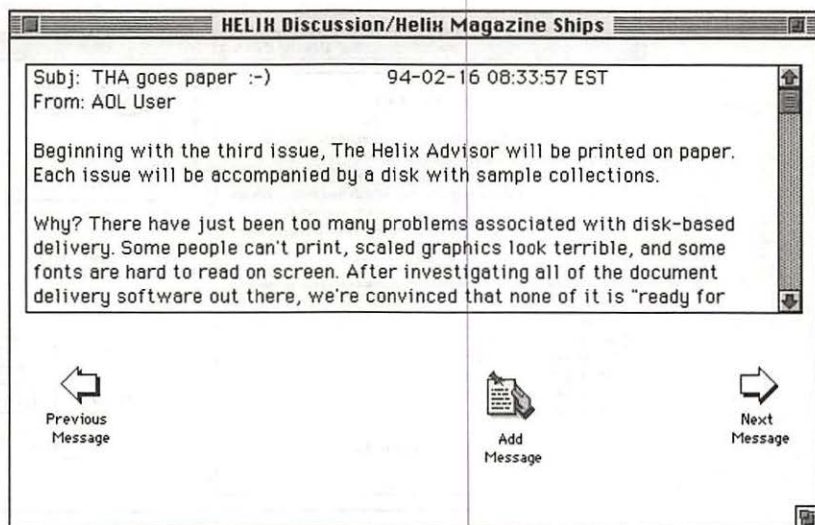 HELIX Discussion/Helix Magazine Ships
Subj: THA goes paper :-) 94-02-16 08:33:57 EST
From: AOL User
Beginning with the third issue, The Helix Advisor will be printed on paper.
Each issue will be accompanied by a disk with sample collections.
Why? There have just been too many problems associated with disk-based
delivery. Some people can't print, scaled graphics look terrible, and some
fonts are hard to read on screen. After investigating all of the document
delivery software out there, we're convinced that none of it is "ready for
Previous
Message
Add
Message
Next
Message